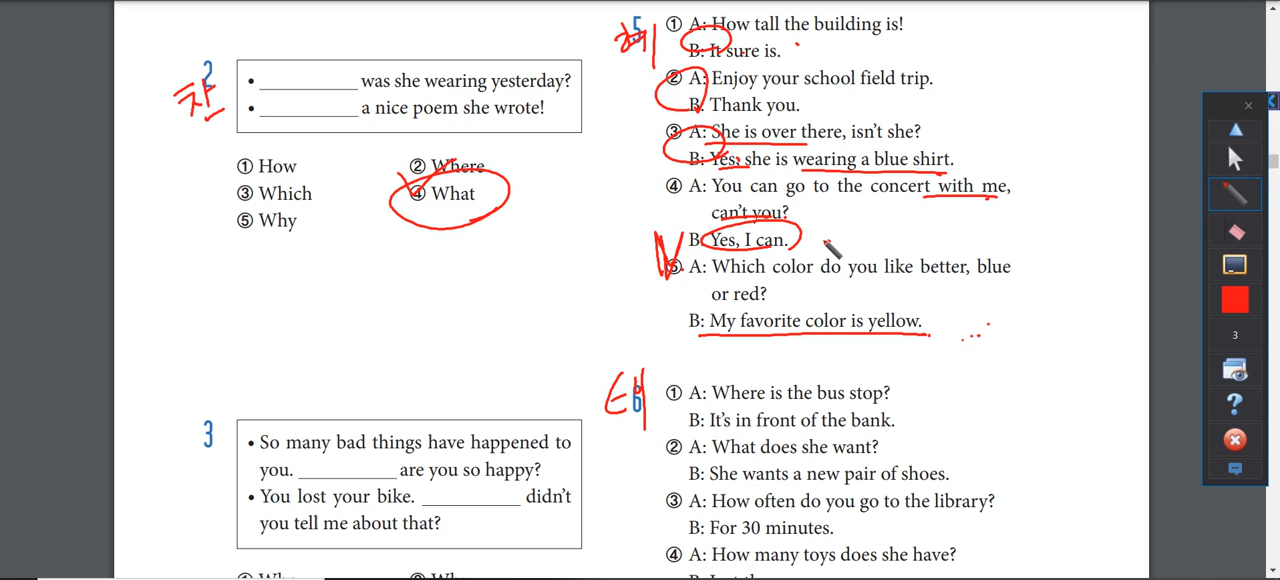 2
찬
• __________ was she wearing yesterday?
• __________ a nice poem she wrote!
① How
② Where
③ Which
④ What
⑤ Why
3
• So many bad things have happened to
you. __________ are you so happy?
• You lost your bike. __________ didn't
you tell me about that?
5
① A: How tall the building is!
B: It sure is.
② A: Enjoy your school field trip.
B: Thank you.
③ A: She is over there, isn't she?
B: Yes, she is wearing a blue shirt.
④ A: You can go to the concert with me,
can't you?
B: Yes, I can.
⑤ A: Which color do you like better, blue
or red?
B: My favorite color is yellow.
6
① A: Where is the bus stop?
B: It's in front of the bank.
② A: What does she want?
B: She wants a new pair of shoes.
③ A: How often do you go to the library?
B: For 30 minutes.
④ A: How many toys does she have?
3